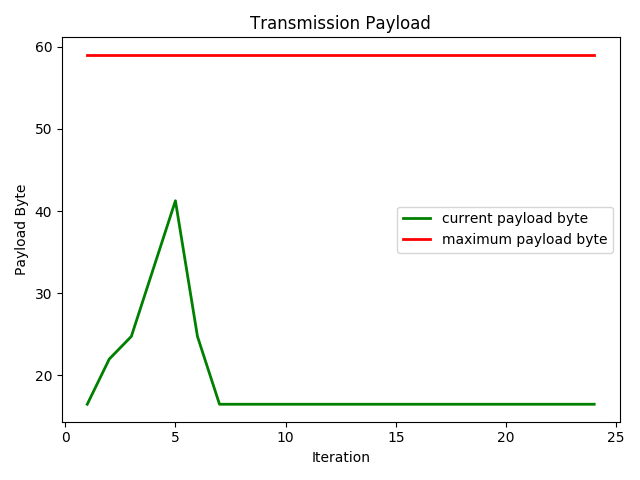 Transmission Payload
60
50
40
30
20
Payload Byte
current payload byte
maximum payload byte
0 5 10 15 20 25
Iteration